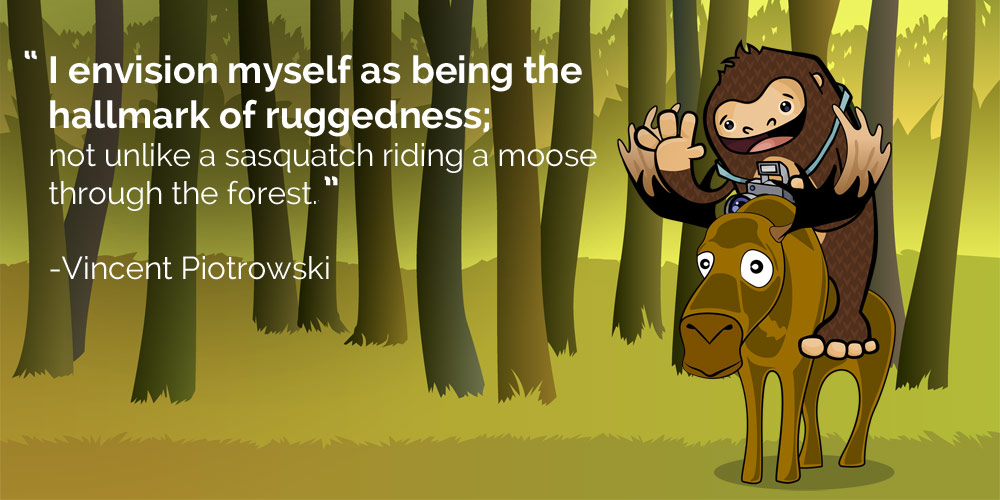 “ I envision myself as being the
hallmark of ruggedness;
not unlike a sasquatch riding a moose
through the forest. ”
-Vincent Piotrowski